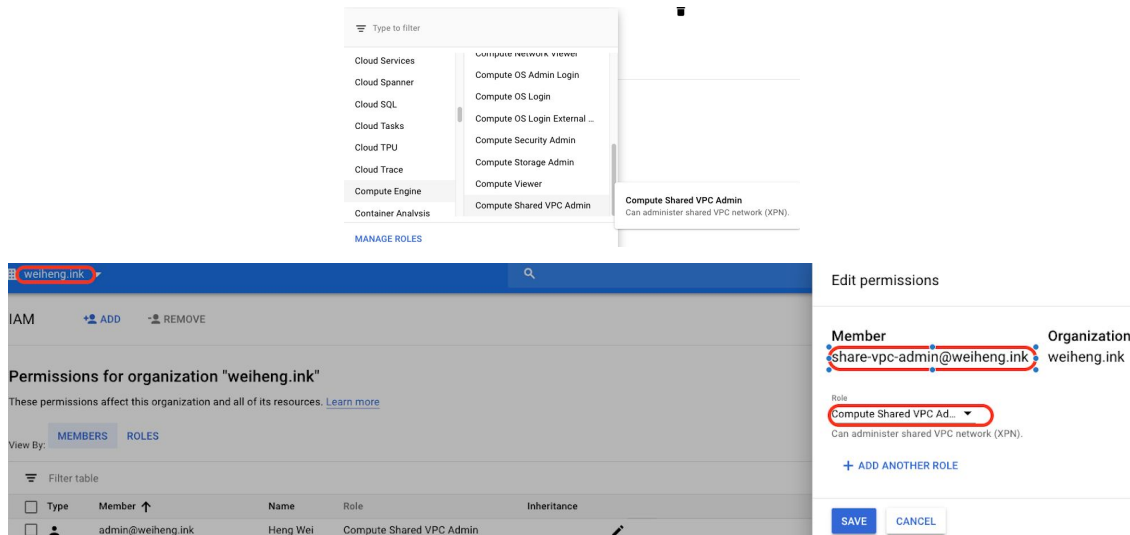 Type to filter
Cloud Services
Cloud Spanner
Cloud SQL
Cloud Tasks
Cloud TPU
Cloud Trace
Compute Engine
Container Analysis
Compute Network Viewer
Compute OS Admin Login
Compute OS Login
Compute OS Login External ...
Compute Security Admin
Compute Storage Admin
Compute Viewer
Compute Shared VPC Admin
Compute Shared VPC Admin
Can administer shared VPC network (XPN).
MANAGE ROLES
weiheng.ink
IAM ADD REMOVE
Permissions for organization "weiheng.ink"
These permissions affect this organization and all of its resources. Learn more
View By: MEMBERS ROLES
Filter table
Type Member Name Role Inheritance
admin@weiheng.ink Heng Wei Compute Shared VPC Admin
Edit permissions
Member Organization
share-vpc-admin@weiheng.ink weiheng.ink
Role
Compute Shared VPC Ad...
Can administer shared VPC network (XPN).
ADD ANOTHER ROLE
SAVE CANCEL